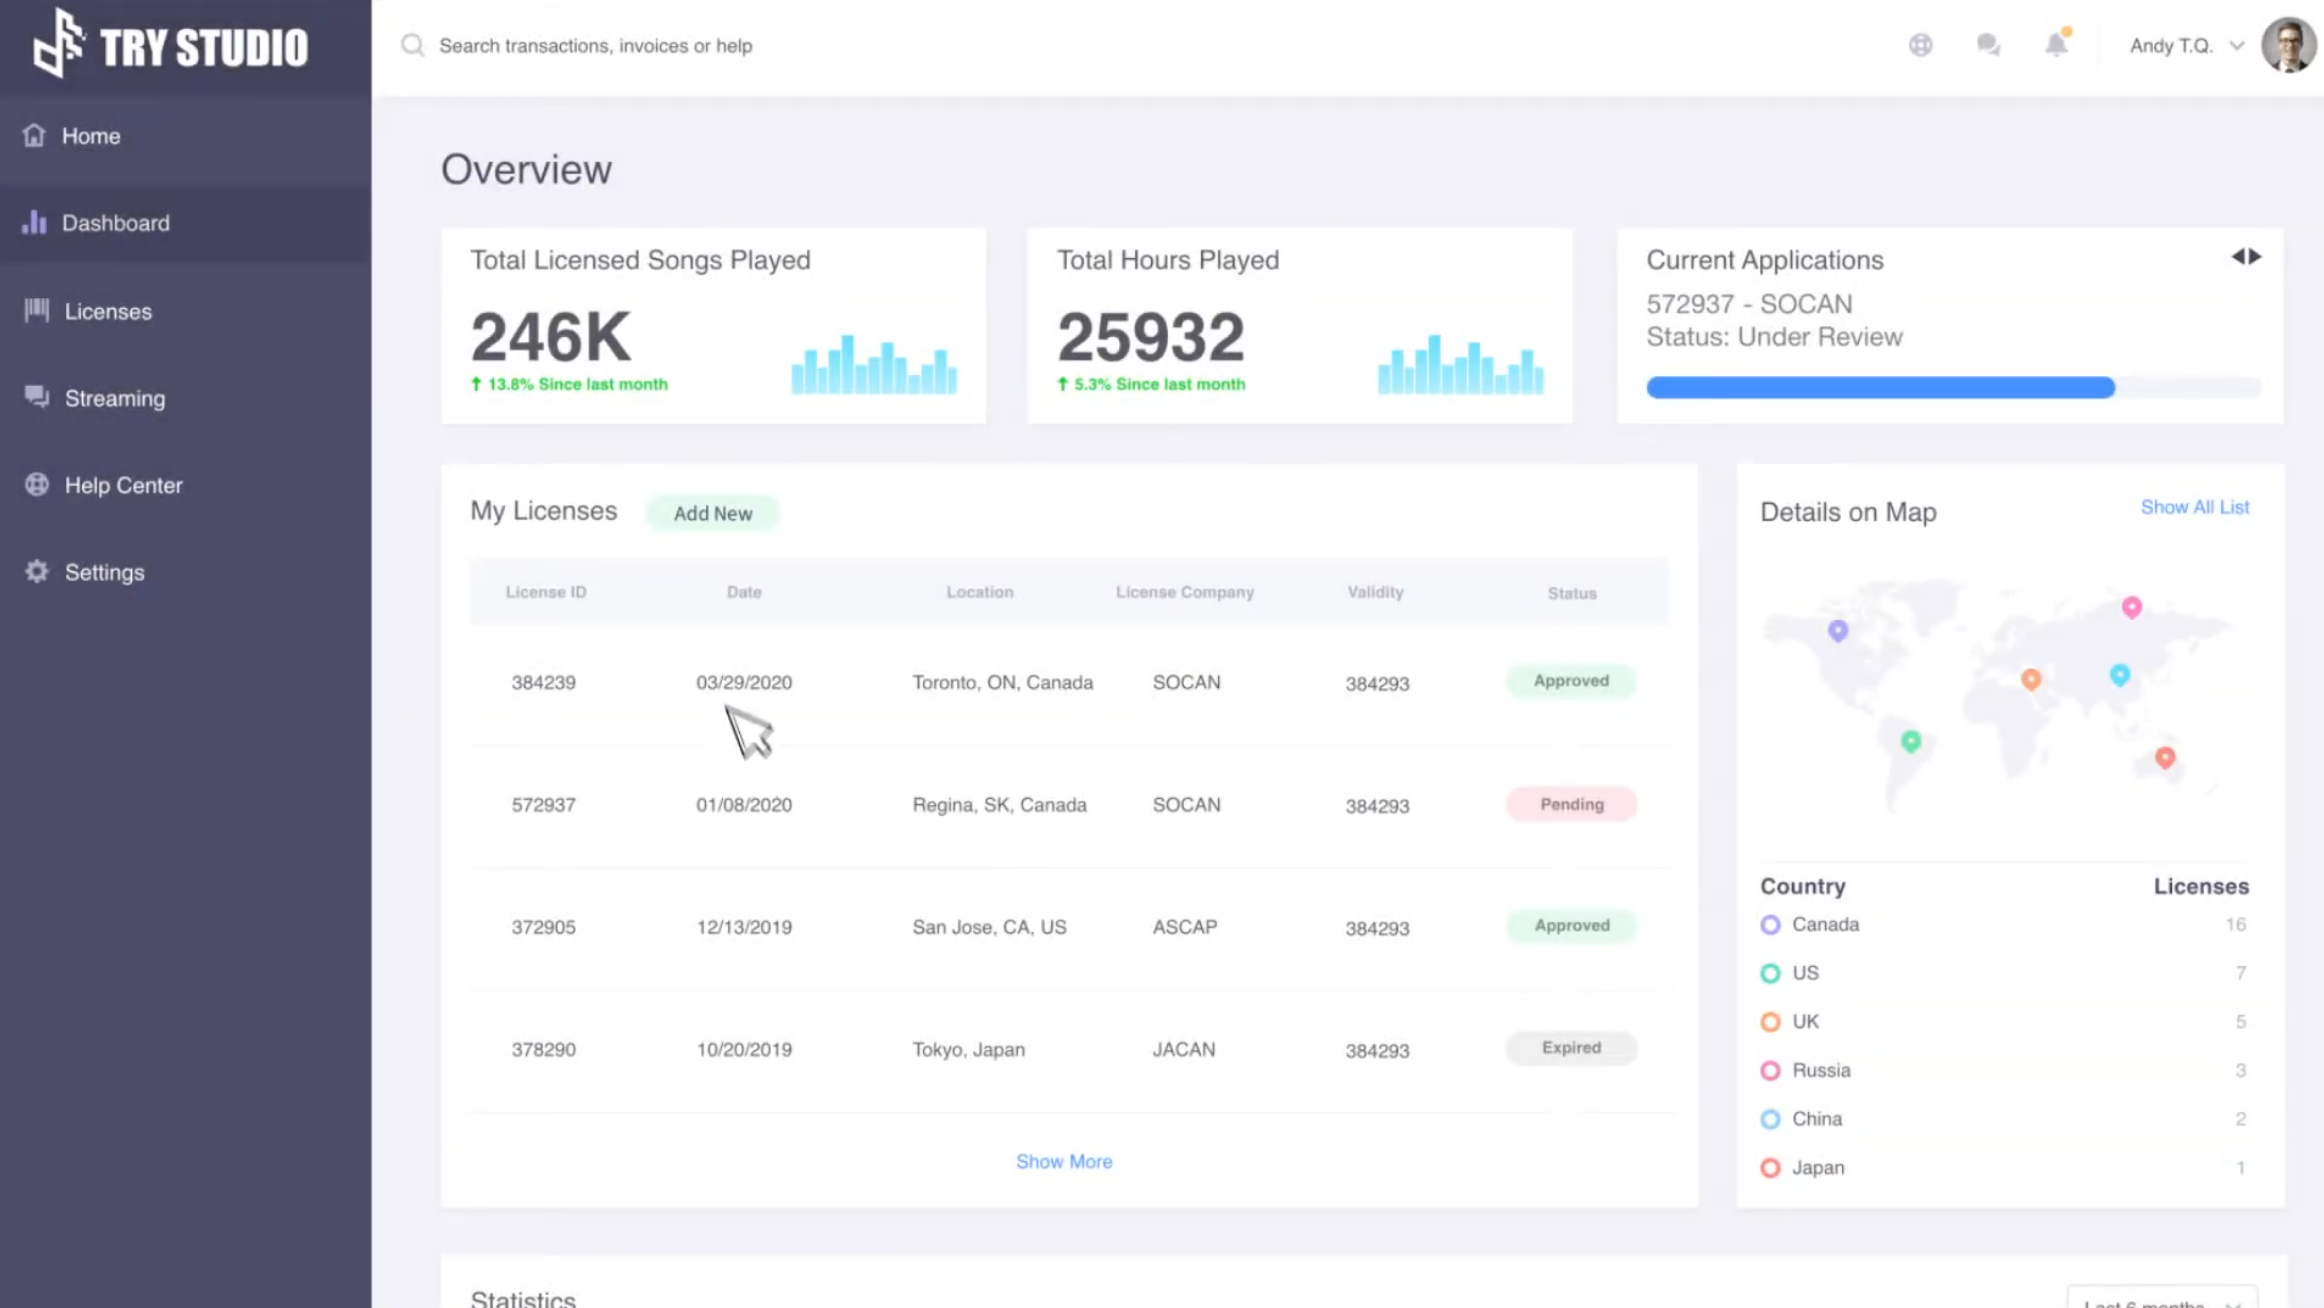 TRY STUDIO
Search transactions, invoices or help
Andy T.Q.
Home
Dashboard
Licenses
Streaming
Help Center
Settings
Overview
Total Licensed Songs Played
246K
↑ 13.8% Since last month
Total Hours Played
25932
↑ 5.3% Since last month
Current Applications
572937 - SOCAN
Status: Under Review
My Licenses
Add New
License ID Date Location License Company Validity Status
384239 03/29/2020 Toronto, ON, Canada SOCAN 384293 Approved
572937 01/08/2020 Regina, SK, Canada SOCAN 384293 Pending
372905 12/13/2019 San Jose, CA, US ASCAP 384293 Approved
378290 10/20/2019 Tokyo, Japan JACAN 384293 Expired
Show More
Details on Map
Show All List
Country Licenses
Canada 16
US 7
UK 5
Russia 3
China 2
Japan 1
Statistics
Last 6 months